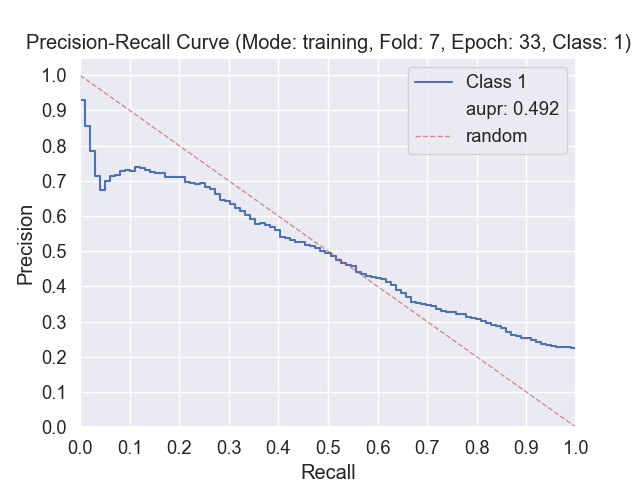 Precision-Recall Curve (Mode: training, Fold: 7, Epoch: 33, Class: 1)
1.0
0.9
0.8
0.7
0.6
0.5
0.4
0.3
0.2
0.1
0.0
Precision
Class 1
aupr: 0.492
random
0.0 0.1 0.2 0.3 0.4 0.5 0.6 0.7 0.8 0.9 1.0
Recall